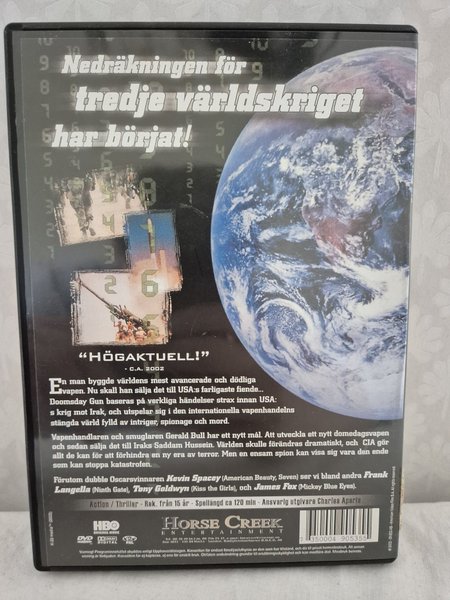 Nedräkningen för
tredje världskriget
har börjat!
"HÖGAKTUELL!"
- C.A. 2002
En man byggde världens mest avancerade och dödliga
vapen. Nu skall han sälja det till USA:s farligaste fiende...
Doomsday Gun baseras på verkliga händelser strax innan USA:
s krig mot Irak, och utspelar sig i den internationella vapenhandelns
stängda värld fylld av intriger, spionage och mord.
Vapenhandlaren och smugglaren Gerald Bull har ett nytt mål. Att utveckla ett nytt domedagsvapen
och sedan sälja det till Iraks Saddam Hussein. Världen skulle förändras dramatiskt, och CIA gör
allt de kan för att förhindra en ny era av terror. Men en ensam spion kan visa sig vara den ende
som kan stoppa katastrofen.
Förutom dubble Oscarsvinnaren Kevin Spacey (American Beauty, Seven) ser vi bland andra Frank
Langella (Ninth Gate), Tony Goldwyn (Kiss the Girls), och James Fox (Mickey Blue Eyes).
Action / Thriller - Rek. från 15 år - Spellängd ca 120 min - Ansvarig utgivare Charles Aperia
HBO
DVD
HORSE CREEK
ENTERTAINMENT